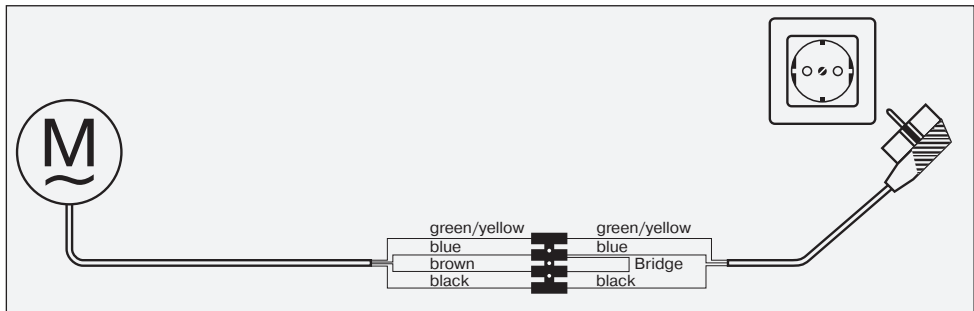 M
green/yellow green/yellow
blue blue
brown Bridge
black black